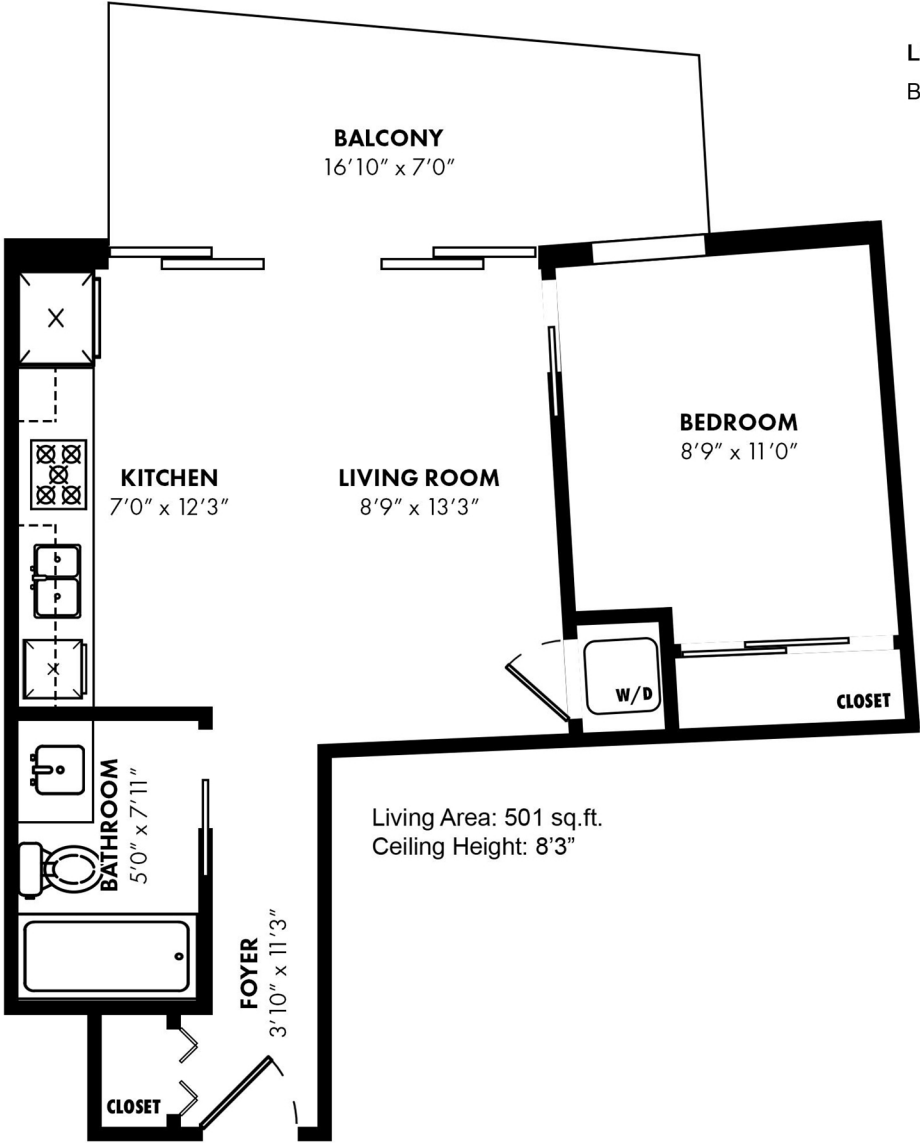 L
B
BALCONY
16’10” x 7’0”
BEDROOM
8’9” x 11’0”
KITCHEN
7’0” x 12’3”
LIVING ROOM
8’9” x 13’3”
W/D
CLOSET
BATHROOM
5’0” x 7’11”
Living Area: 501 sq.ft.
Ceiling Height: 8’3”
FOYER
3’10” x 11’3”
CLOSET